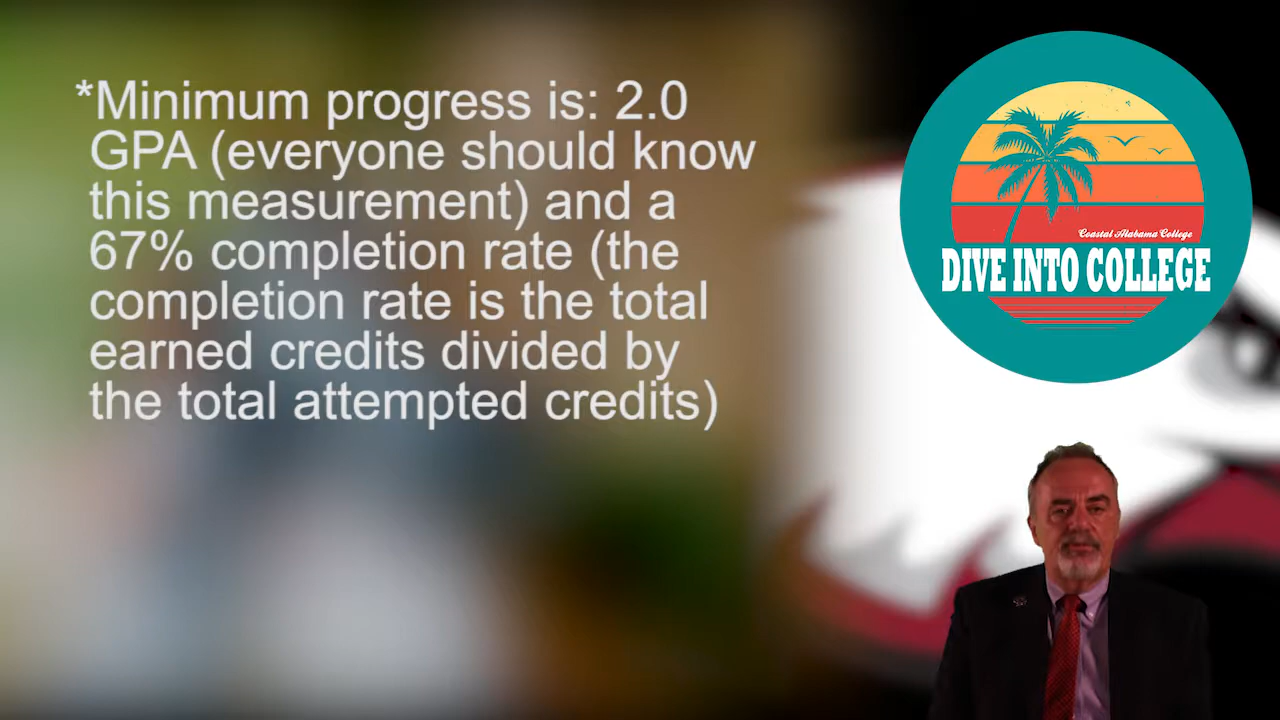 *Minimum progress is: 2.0
GPA (everyone should know
this measurement) and a
67% completion rate (the
completion rate is the total
earned credits divided by
the total attempted credits)
Coastal Alabama College
DIVE INTO COLLEGE